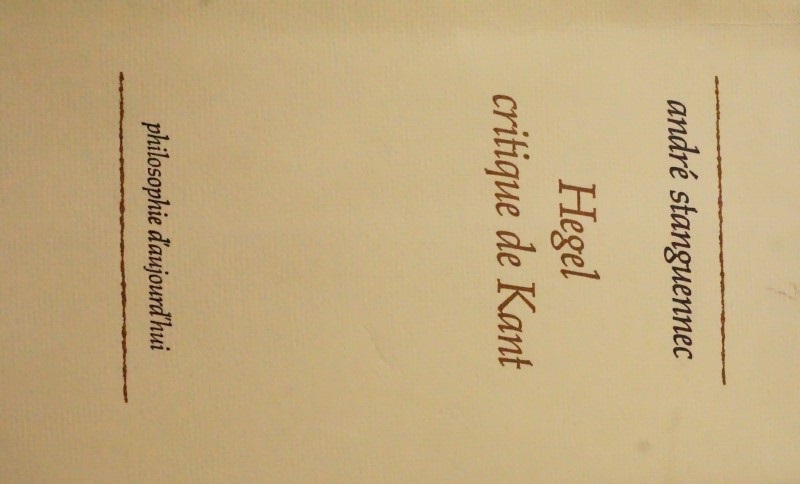 andré stanguennec
Hegel
critique de Kant
philosophie d'aujourd'hui